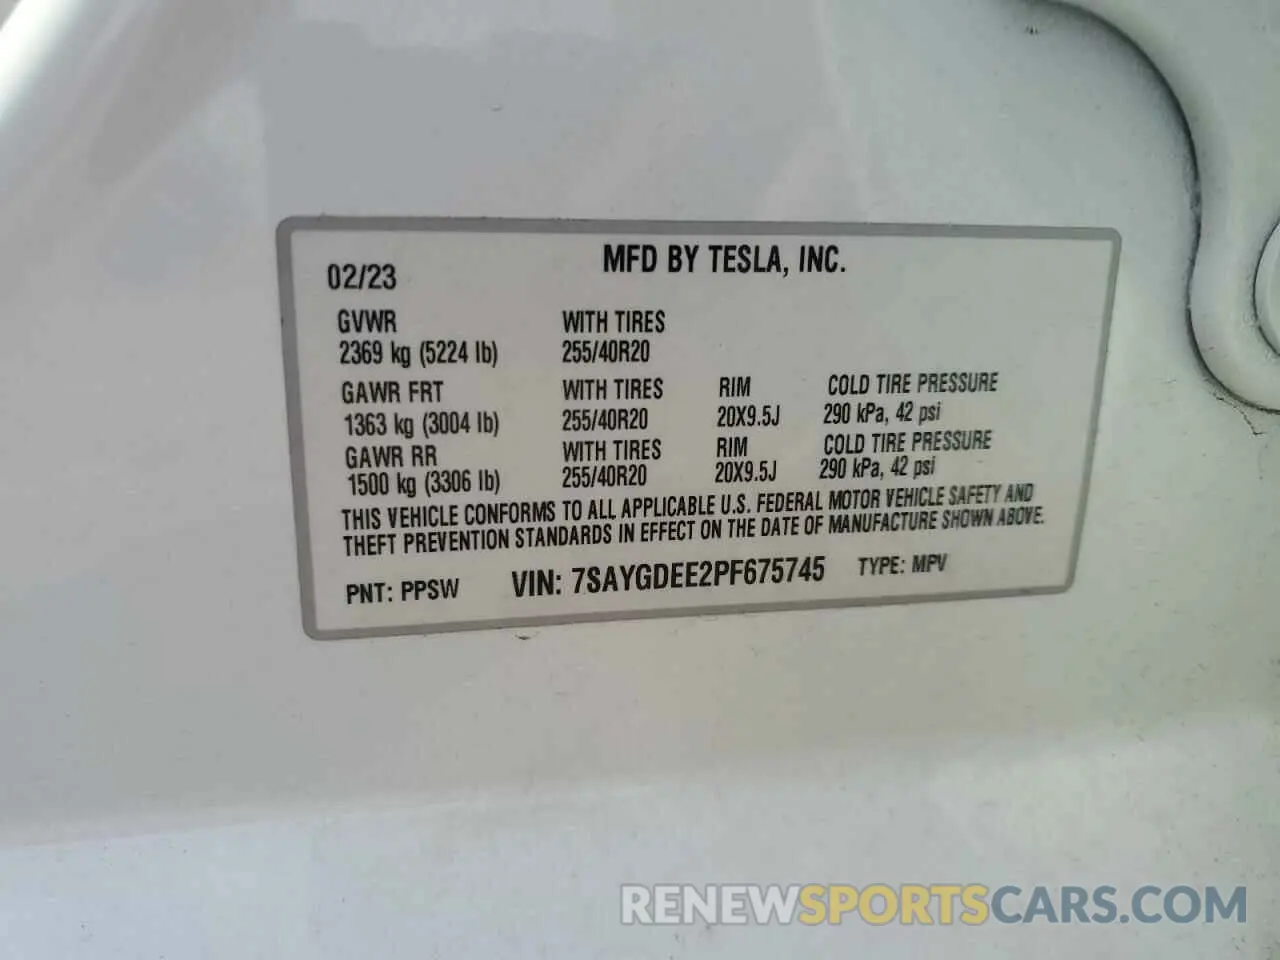 MFD BY TESLA, INC.
02/23
GVWR WITH TIRES
2369 kg (5224 lb) 255/40R20
GAWR FRT WITH TIRES RIM COLD TIRE PRESSURE
1363 kg (3004 lb) 255/40R20 20X9.5J 290 kPa, 42 psi
GAWR RR WITH TIRES RIM COLD TIRE PRESSURE
1500 kg (3306 lb) 255/40R20 20X9.5J 290 kPa, 42 psi
THIS VEHICLE CONFORMS TO ALL APPLICABLE U.S. FEDERAL MOTOR VEHICLE SAFETY AND
THEFT PREVENTION STANDARDS IN EFFECT ON THE DATE OF MANUFACTURE SHOWN ABOVE.
PNT: PPSW VIN: 7SAYGDEE2PF675745 TYPE: MPV
RENEWSPORTSCARS.COM